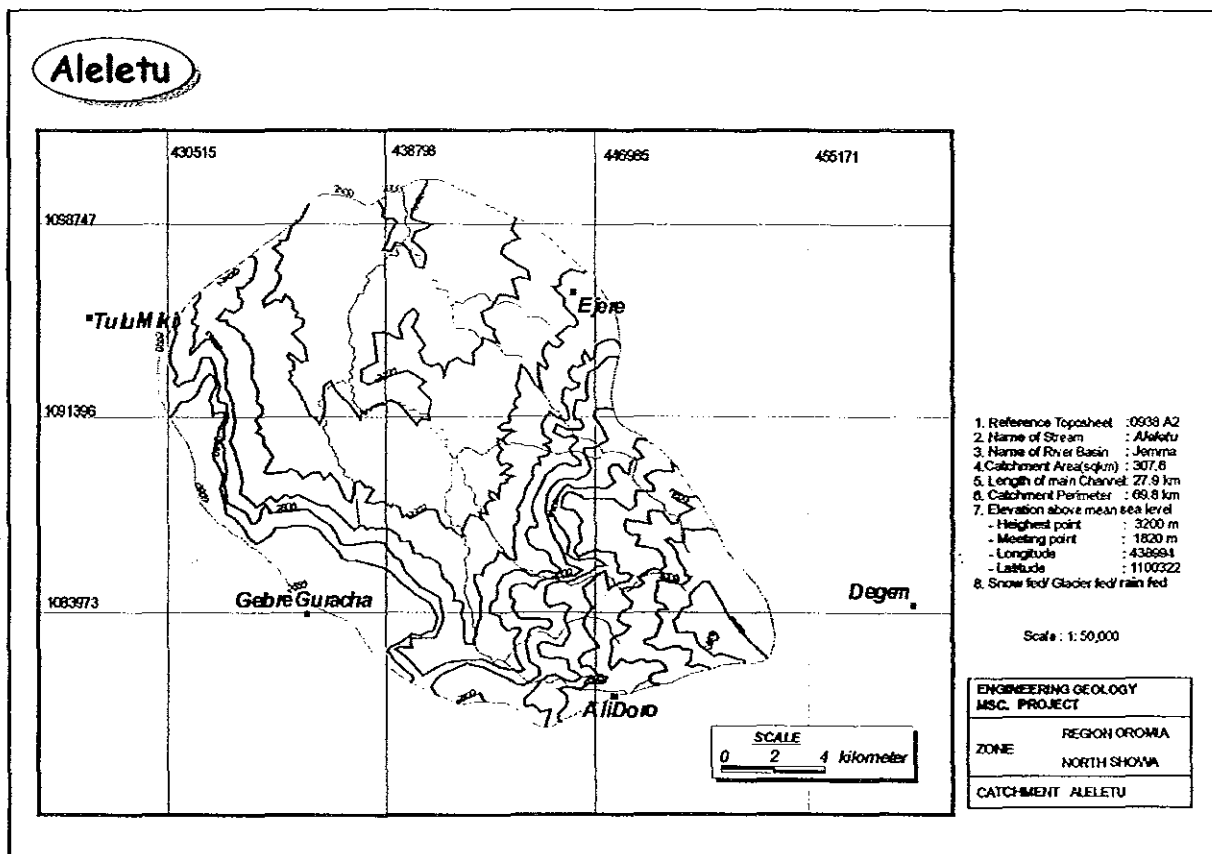 Aleletu
430515 438798 446985 455171
1098747
Ejere
TuluMiki
1091396
1083973
Gebre Guracha
Degem
AliDoro
SCALE
0 2 4 kilometer
1. Reference Toposheet :0938 A2
2. Name of Stream : Aleletu
3. Name of River Basin : Jemma
4. Catchment Area(sqkm) : 307.6
5. Length of main Channel: 27.9 km
6. Catchment Perimeter : 69.8 km
7. Elevation above mean sea level
- Heighest point : 3200 m
- Meeting point : 1820 m
- Longitude : 438994
- Latitude : 1100322
8. Snow fed/ Glacier fed/ rain fed
Scale : 1: 50,000
ENGINEERING GEOLOGY
MSC. PROJECT
ZONE
REGION OROMIA
NORTH SHOWA
CATCHMENT ALELETU